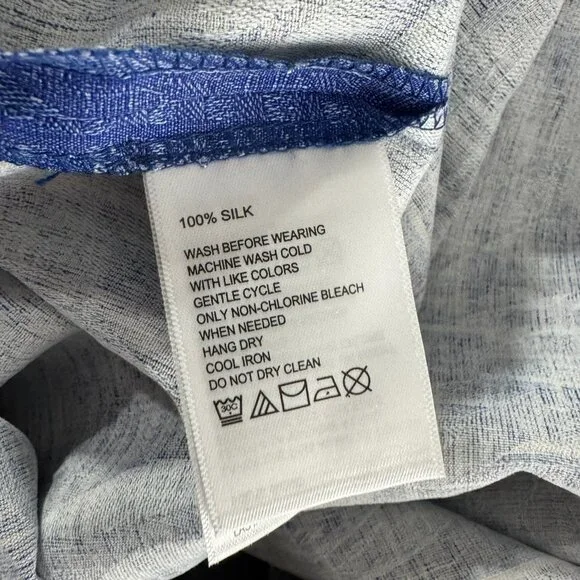 100% SILK
WASH BEFORE WEARING
MACHINE WASH COLD
WITH LIKE COLORS
GENTLE CYCLE
ONLY NON-CHLORINE BLEACH
WHEN NEEDED
HANG DRY
COOL IRON
DO NOT DRY CLEAN
30C